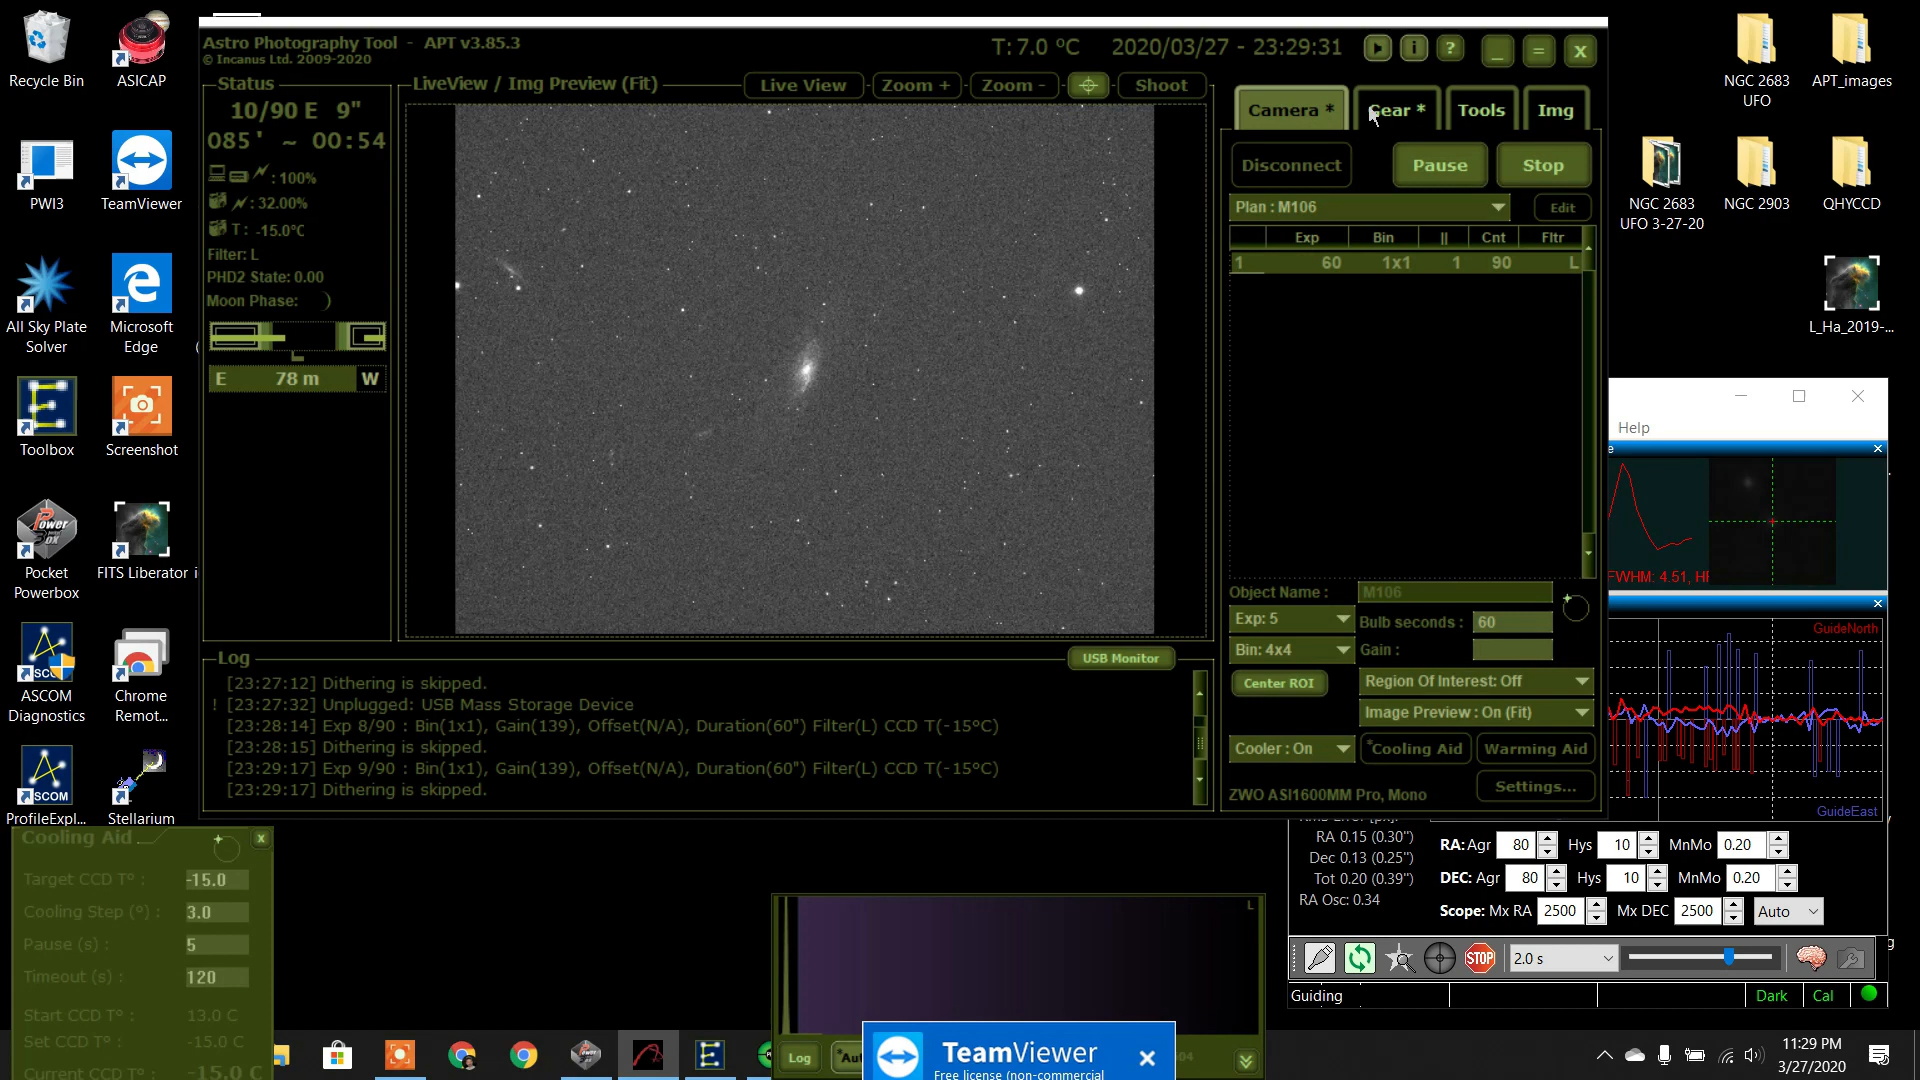 Recycle Bin
ASICAP
PWI3
TeamViewer
All Sky Plate Solver
Microsoft Edge
Toolbox
Screenshot
Pocket Powerbox
FITS Liberator
ASCOM Diagnostics
Chrome Remot...
ProfileExpl...
Stellarium
Astro Photography Tool - APT v3.85.3
© Incanus Ltd. 2009-2020
T: 7.0 ºC
2020/03/27 - 23:29:31
Status
10/90 E 9"
085' ~ 00:54
: 100%
: 32.00%
T : -15.0ºC
Filter: L
PHD2 State: 0.00
Moon Phase:
E 78 m W
LiveView / Img Preview (Fit)
Live View
Zoom +
Zoom -
Shoot
Camera *
Gear *
Tools
Img
Disconnect
Pause
Stop
Plan : M106
Edit
Exp Bin || Cnt Fltr
1 60 1x1 1 90 L
Object Name : M106
Exp: 5
Bulb seconds : 60
Bin: 4x4
Gain :
Center ROI
Region Of Interest: Off
Image Preview : On (Fit)
Cooler : On
*Cooling Aid
Warming Aid
ZWO ASI1600MM Pro, Mono
Settings...
Log
USB Monitor
[23:27:12] Dithering is skipped.
! [23:27:32] Unplugged: USB Mass Storage Device
[23:28:14] Exp 8/90 : Bin(1x1), Gain(139), Offset(N/A), Duration(60") Filter(L) CCD T(-15ºC)
[23:28:15] Dithering is skipped.
[23:29:17] Exp 9/90 : Bin(1x1), Gain(139), Offset(N/A), Duration(60") Filter(L) CCD T(-15ºC)
[23:29:17] Dithering is skipped.
NGC 2683 UFO
APT_images
NGC 2683 UFO 3-27-20
NGC 2903
QHYCCD
L_Ha_2019-...
Help
FWHM: 4.51,
GuideNorth
GuideEast
RA 0.15 (0.30")
Dec 0.13 (0.25")
Tot 0.20 (0.39")
RA Osc: 0.34
RA: Agr 80 Hys 10 MnMo 0.20
DEC: Agr 80 Hys 10 MnMo 0.20
Scope: Mx RA 2500 Mx DEC 2500 Auto
STOP
2.0 s
Guiding
Dark
Cal
Cooling Aid
Target CCD Tº : -15.0
Cooling Step (º) : 3.0
Pause (s) : 5
Timeout (s) : 120
Start CCD Tº : 13.0 C
Set CCD Tº : -15.0 C
Current CCD Tº : -15.0 C
L
Log
TeamViewer
Free license (non-commercial
11:29 PM
3/27/2020